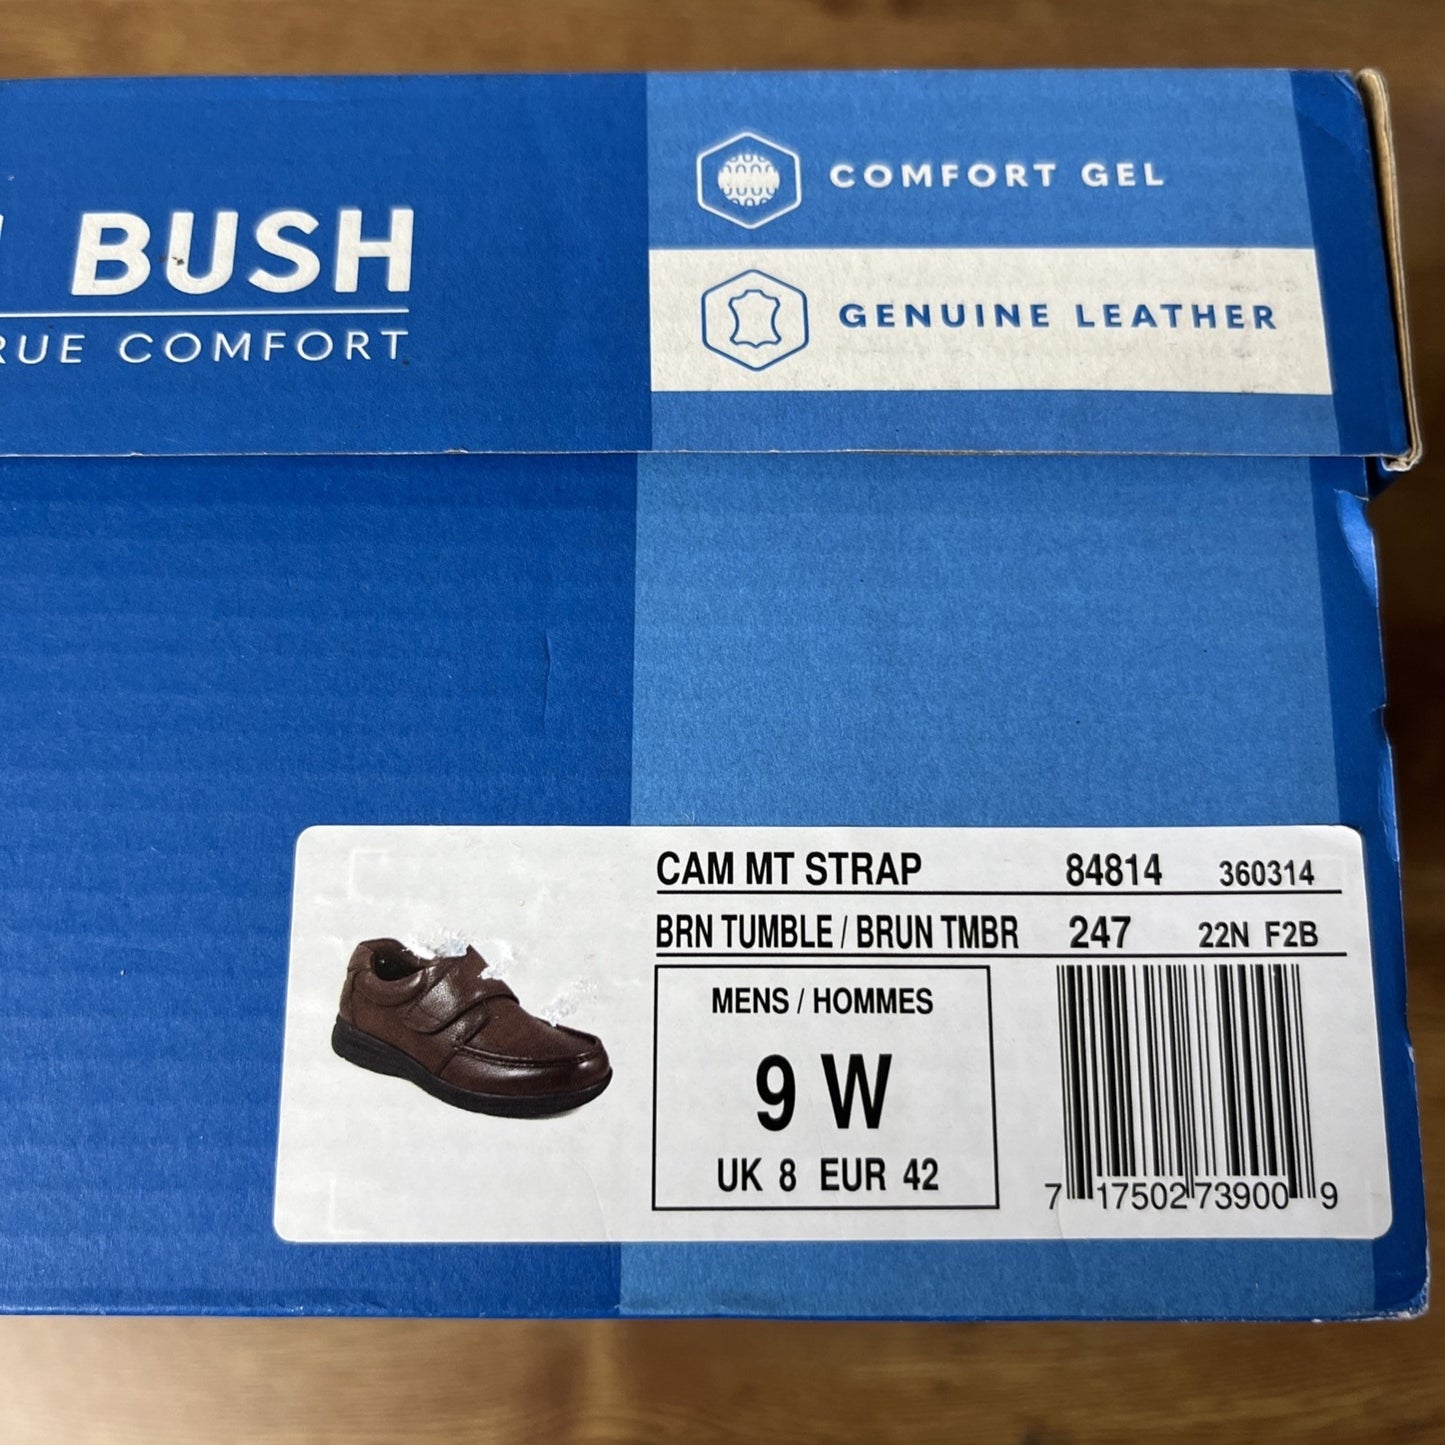 BUSH
TRUE COMFORT
COMFORT GEL
GENUINE LEATHER
CAM MT STRAP 84814 360314
BRN TUMBLE / BRUN TMBR 247 22N F2B
MENS / HOMMES
9 W
UK 8 EUR 42
7 17502 73900 9